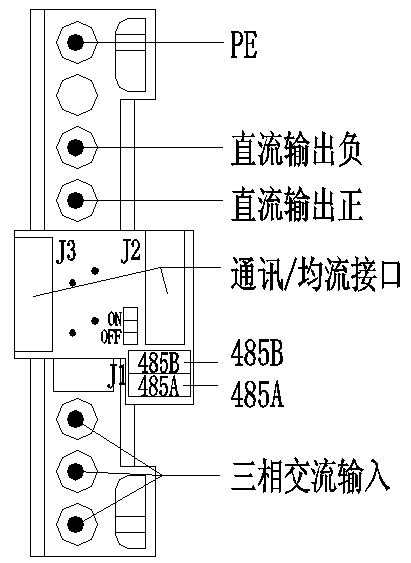 PE
直流输出负
直流输出正
J3
J2
通讯/均流接口
ON
OFF
J1
485B
485A
485B
485A
三相交流输入